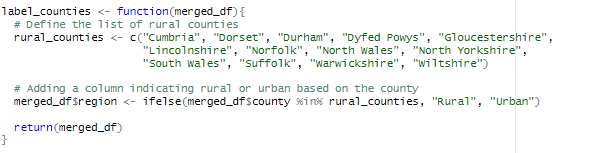 label_counties <- function(merged_df){
  # Define the list of rural counties
  rural_counties <- c("Cumbria", "Dorset", "Durham", "Dyfed Powys", "Gloucestershire",
                      "Lincolnshire", "Norfolk", "North Wales", "North Yorkshire",
                      "South Wales", "Suffolk", "Warwickshire", "Wiltshire")
  # Adding a column indicating rural or urban based on the county
  merged_df$region <- ifelse(merged_df$county %in% rural_counties, "Rural", "Urban")
  return(merged_df)
}